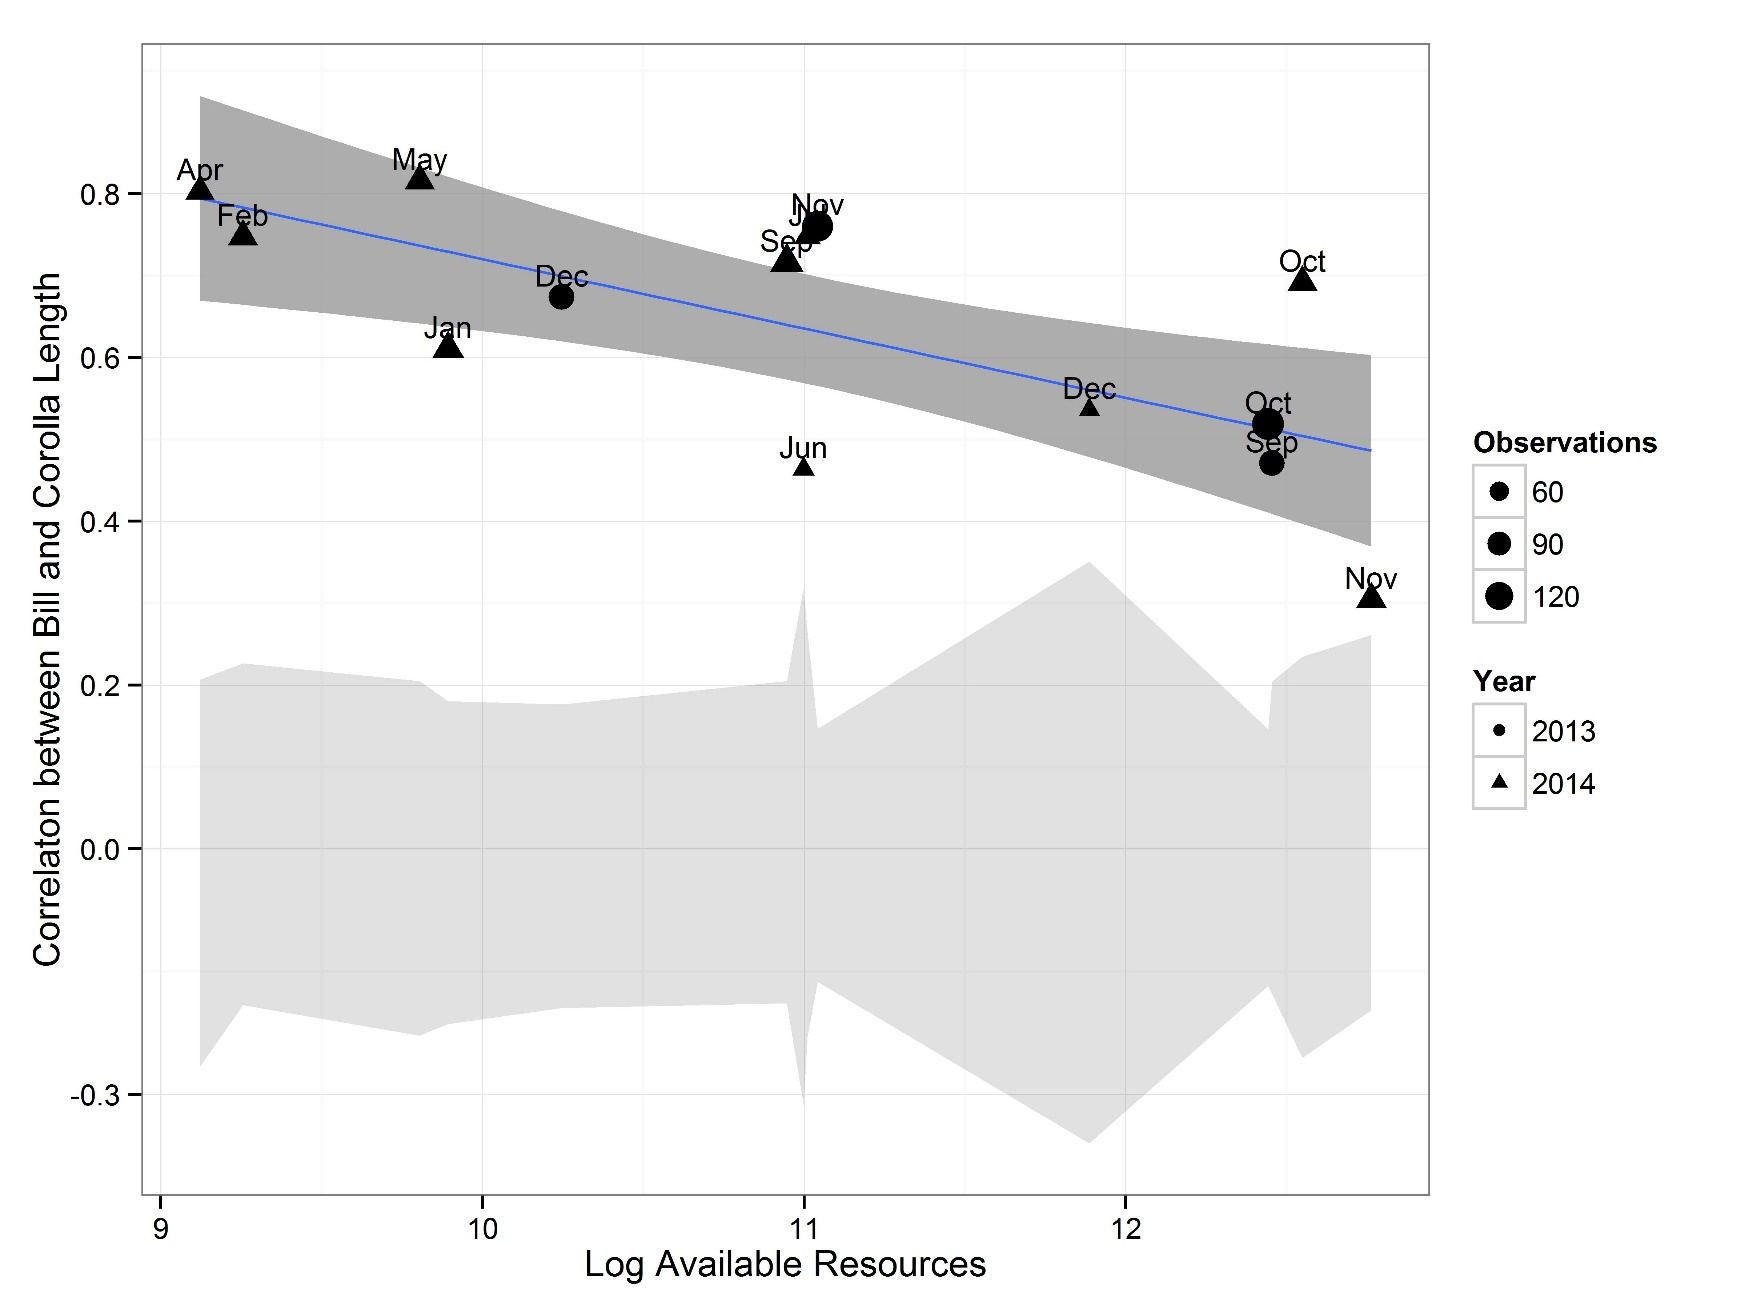 Correlaton between Bill and Corolla Length
0.8
0.6
0.4
0.2
0.0
-0.3
Apr
May
Feb
Jan
Dec
Nov
Sep
Jun
Dec
Oct
Oct
Sep
Nov
9
10
11
12
Log Available Resources
Observations
60
90
120
Year
2013
2014